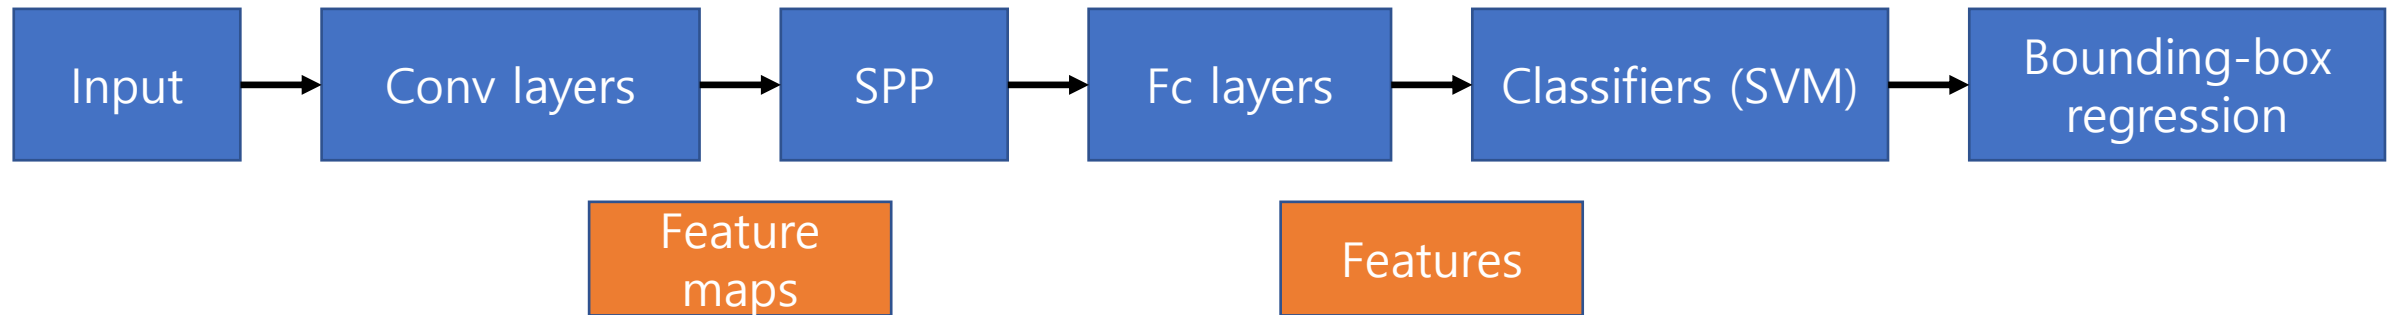 Input
Conv layers
SPP
Fc layers
Classifiers (SVM)
Bounding-box
regression
Feature
maps
Features